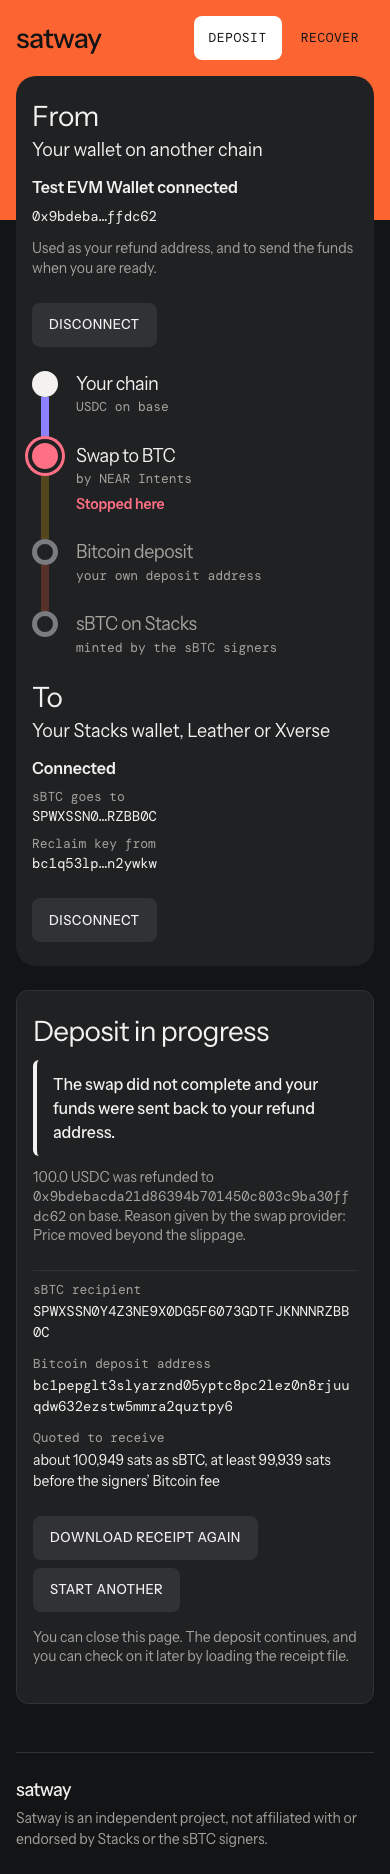 satway
DEPOSIT
RECOVER
From
Your wallet on another chain
Test EVM Wallet connected
0x9bdeba…ffdc62
Used as your refund address, and to send the funds
when you are ready.
DISCONNECT
Your chain
USDC on base
Swap to BTC
by NEAR Intents
Stopped here
Bitcoin deposit
your own deposit address
sBTC on Stacks
minted by the sBTC signers
To
Your Stacks wallet, Leather or Xverse
Connected
sBTC goes to
SPWXSSN0…RZBB0C
Reclaim key from
bc1q53lp…n2ywkw
DISCONNECT
Deposit in progress
The swap did not complete and your
funds were sent back to your refund
address.
100.0 USDC was refunded to
0x9bdebacda21d86394b701450c803c9ba30ff
dc62 on base. Reason given by the swap provider:
Price moved beyond the slippage.
sBTC recipient
SPWXSSN0Y4Z3NE9X0DG5F6073GDTFJKNNNRZBB
0C
Bitcoin deposit address
bc1pepglt3slyarznd05yptc8pc2lez0n8rjuu
qdw632ezstw5mmra2quztpy6
Quoted to receive
about 100,949 sats as sBTC, at least 99,939 sats
before the signers’ Bitcoin fee
DOWNLOAD RECEIPT AGAIN
START ANOTHER
You can close this page. The deposit continues, and
you can check on it later by loading the receipt file.
satway
Satway is an independent project, not affiliated with or
endorsed by Stacks or the sBTC signers.